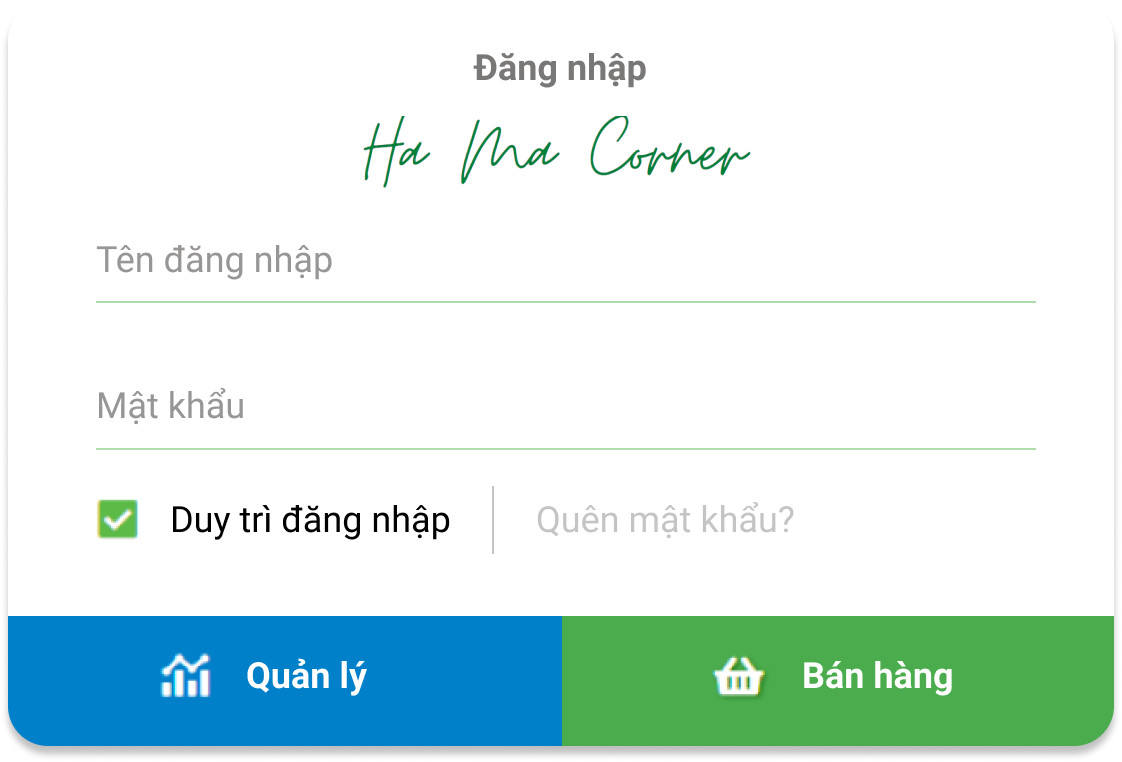 Đăng nhập
Ha Ma Corner
Tên đăng nhập
Mật khẩu
Duy trì đăng nhập
Quên mật khẩu?
Quản lý
Bán hàng